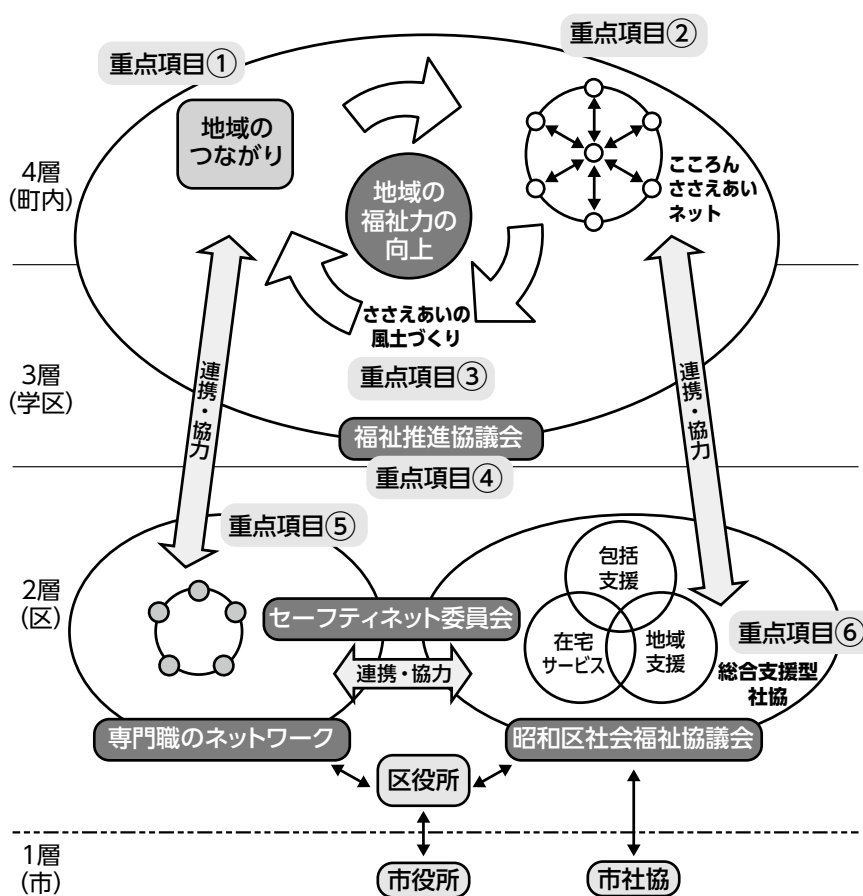 重点項目①
重点項目②
地域の
つながり
4層
(町内)
地域の
福祉力の
向上
こころん
ささえあい
ネット
ささえあいの
風土づくり
重点項目③
3層
(学区)
連携・協力
連携・協力
福祉推進協議会
重点項目④
重点項目⑤
包括
支援
2層
(区)
セーフティネット委員会
在宅
サービス
地域
支援
重点項目⑥
連携・協力
総合支援型
社協
専門職のネットワーク
昭和区社会福祉協議会
区役所
1層
(市)
市役所
市社協